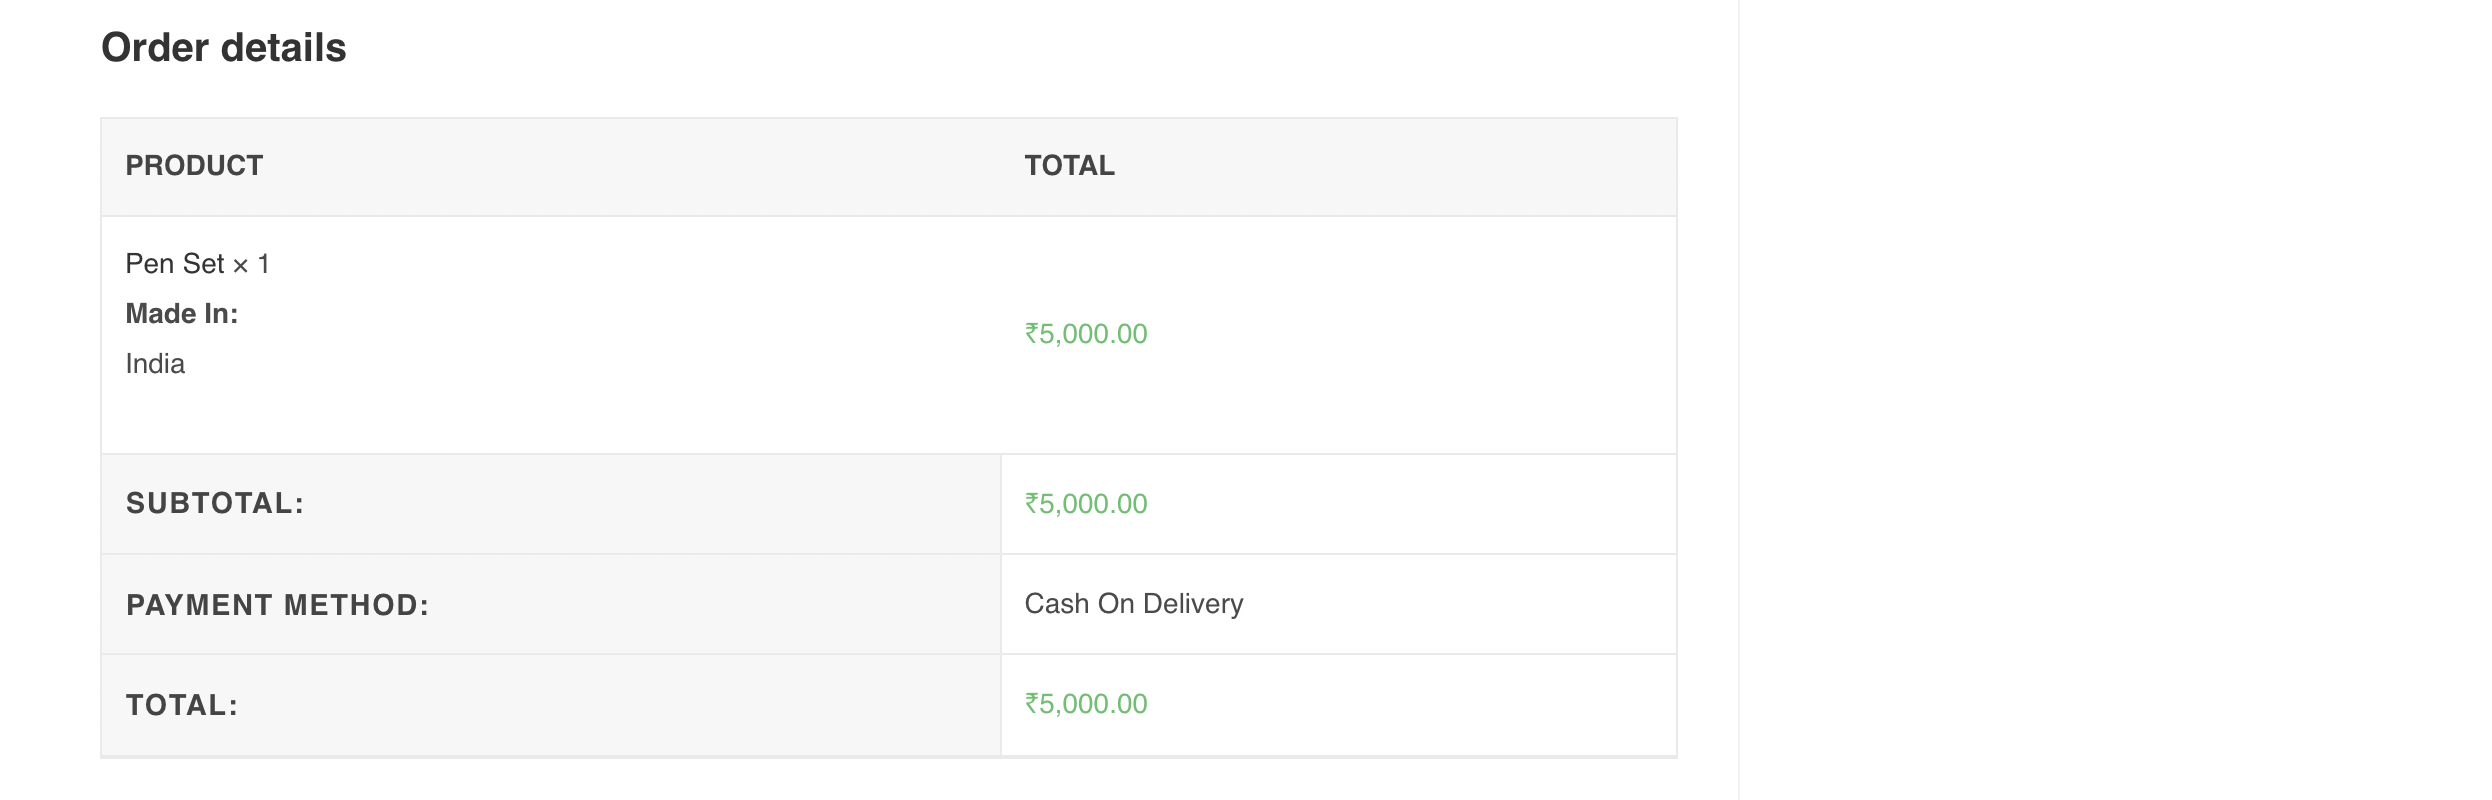 Order details
PRODUCT TOTAL
Pen Set × 1
Made In:
India
₹5,000.00
SUBTOTAL: ₹5,000.00
PAYMENT METHOD: Cash On Delivery
TOTAL: ₹5,000.00